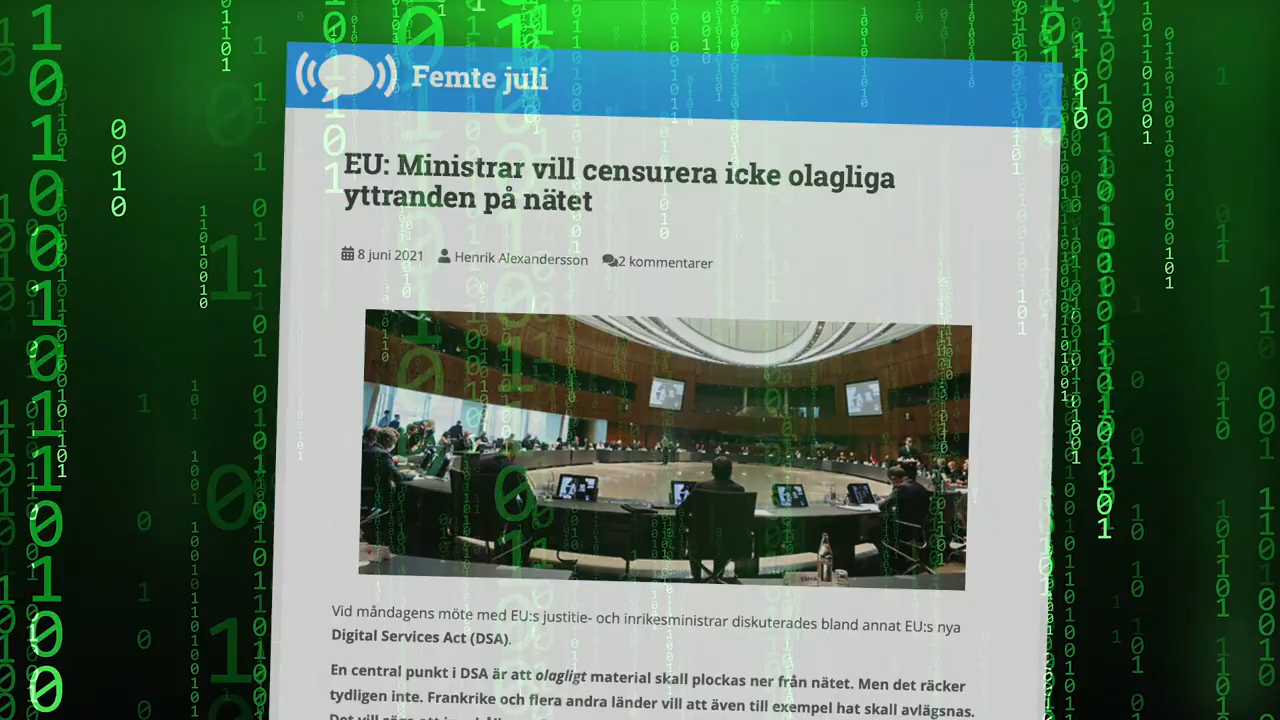 Femte juli
EU: Ministrar vill censurera icke olagliga
yttranden på nätet
8 juni 2021 Henrik Alexandersson 2 kommentarer
Vid måndagens möte med EU:s justitie- och inrikesministrar diskuterades bland annat EU:s nya
Digital Services Act (DSA).
En central punkt i DSA är att olagligt material skall plockas ner från nätet. Men det räcker
tydligen inte. Frankrike och flera andra länder vill att även till exempel hat skall avlägsnas.